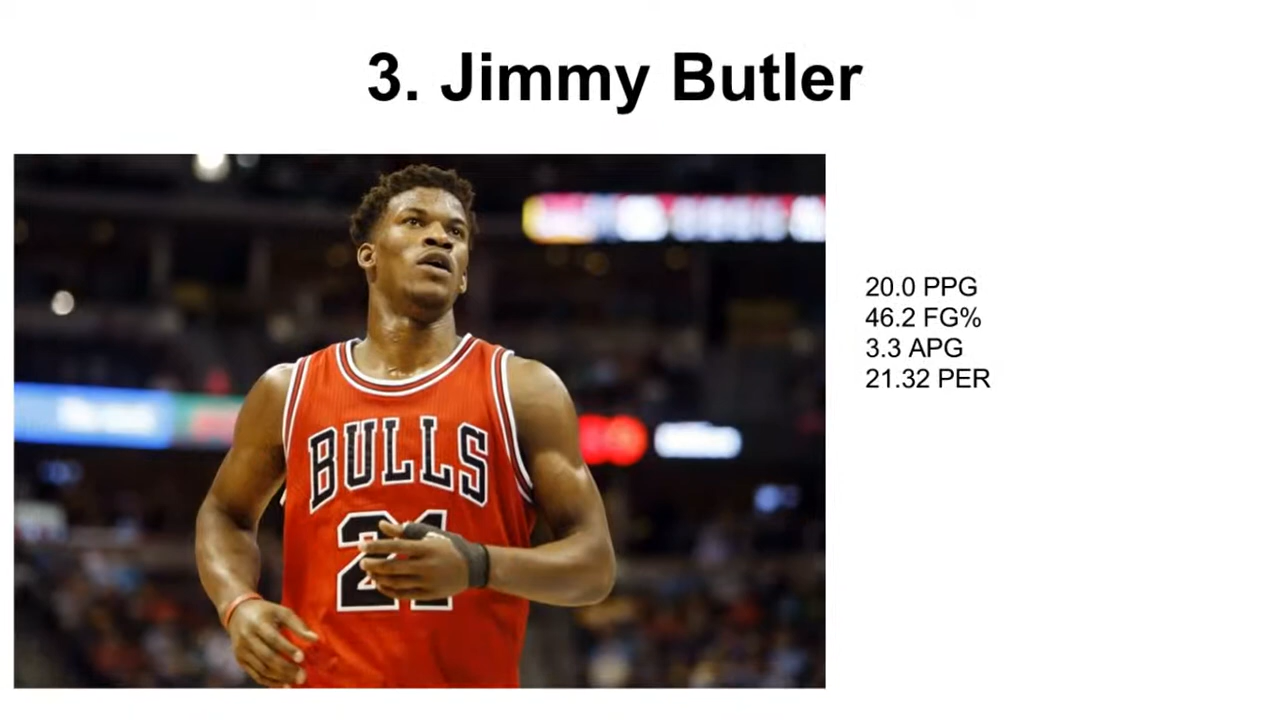 3. Jimmy Butler
20.0 PPG
46.2 FG%
3.3 APG
21.32 PER
BULLS
21